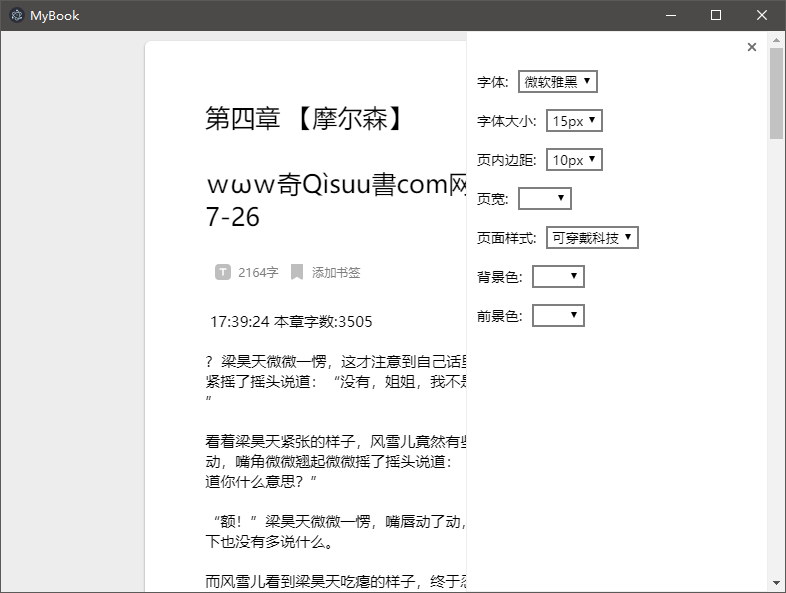 MyBook
第四章 【摩尔森】
wωw奇Qìsuu書com网
7-26
2164字 添加书签
17:39:24 本章字数:3505
？梁昊天微微一愣，这才注意到自己话里
紧摇了摇头说道：“没有，姐姐，我不是
”
看着梁昊天紧张的样子，风雪儿竟然有些
动，嘴角微微翘起微微摇了摇头说道：
道你什么意思？”
“额！”梁昊天微微一愣，嘴唇动了动，
下也没有多说什么。
而风雪儿看到梁昊天吃瘪的样子，终于忍
字体: 微软雅黑
字体大小: 15px
页内边距: 10px
页宽:
页面样式: 可穿戴科技
背景色:
前景色: